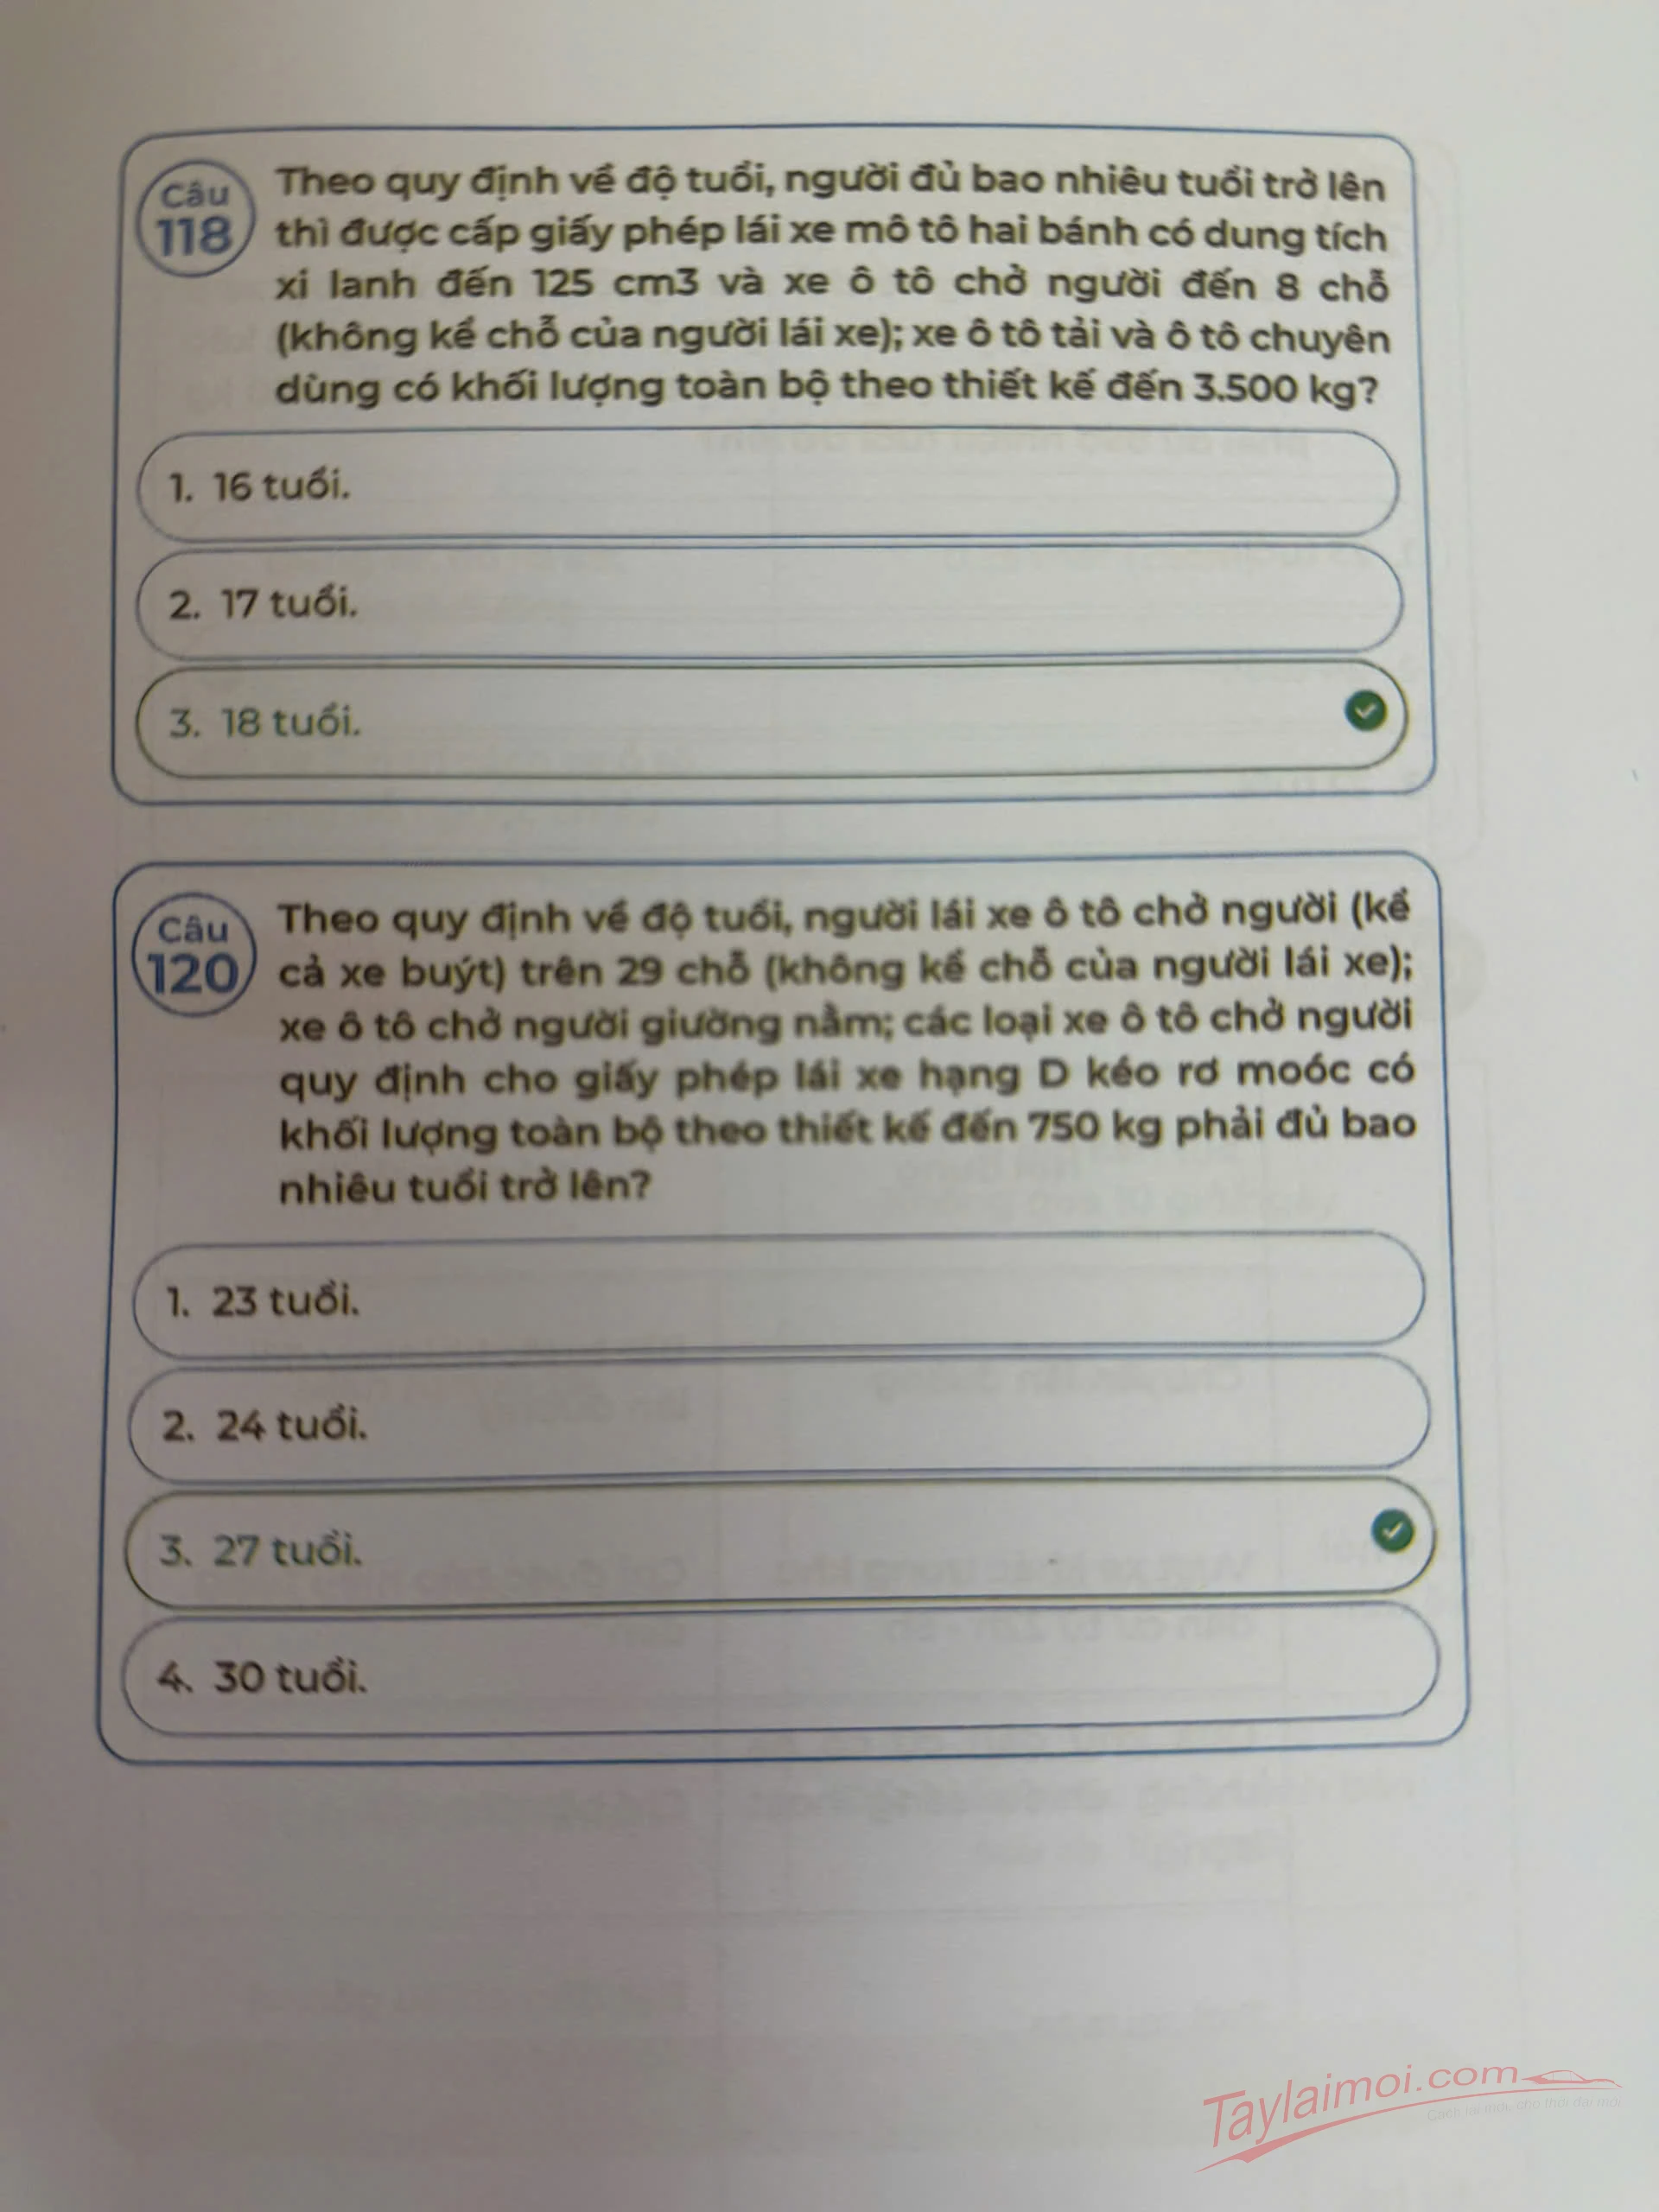 Câu
118
Theo quy định về độ tuổi, người đủ bao nhiêu tuổi trở lên
thì được cấp giấy phép lái xe mô tô hai bánh có dung tích
xi lanh đến 125 cm3 và xe ô tô chở người đến 8 chỗ
(không kể chỗ của người lái xe); xe ô tô tải và ô tô chuyên
dùng có khối lượng toàn bộ theo thiết kế đến 3.500 kg?
1. 16 tuổi.
2. 17 tuổi.
3. 18 tuổi.
Câu
120
Theo quy định về độ tuổi, người lái xe ô tô chở người (kể
cả xe buýt) trên 29 chỗ (không kể chỗ của người lái xe);
xe ô tô chở người giường nằm; các loại xe ô tô chở người
quy định cho giấy phép lái xe hạng D kéo rơ moóc có
khối lượng toàn bộ theo thiết kế đến 750 kg phải đủ bao
nhiêu tuổi trở lên?
1. 23 tuổi.
2. 24 tuổi.
3. 27 tuổi.
4. 30 tuổi.
Taylaimoi.com